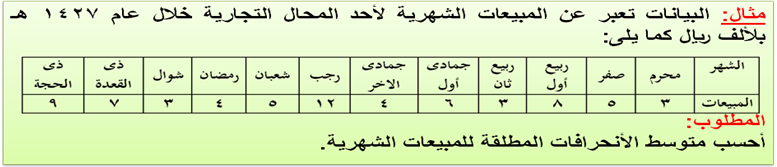 مثال: البيانات تعبر عن المبيعات الشهرية لأحد المحال التجارية خلال عام ١٤٢٧ هـ
بلألف ريال كما يلى:
الشهر محرم صفر ربيع أول ربيع ثان جمادى أول جمادى الاخر رجب شعبان رمضان شوال ذى القعدة ذى الحجة
المبيعات ٣ ٥ ٨ ٣ ٦ ٤ ١٢ ٥ ٤ ٣ ٧ ٩
المطلوب:
أحسب متوسط الأنحرافات المطلقة للمبيعات الشهرية.